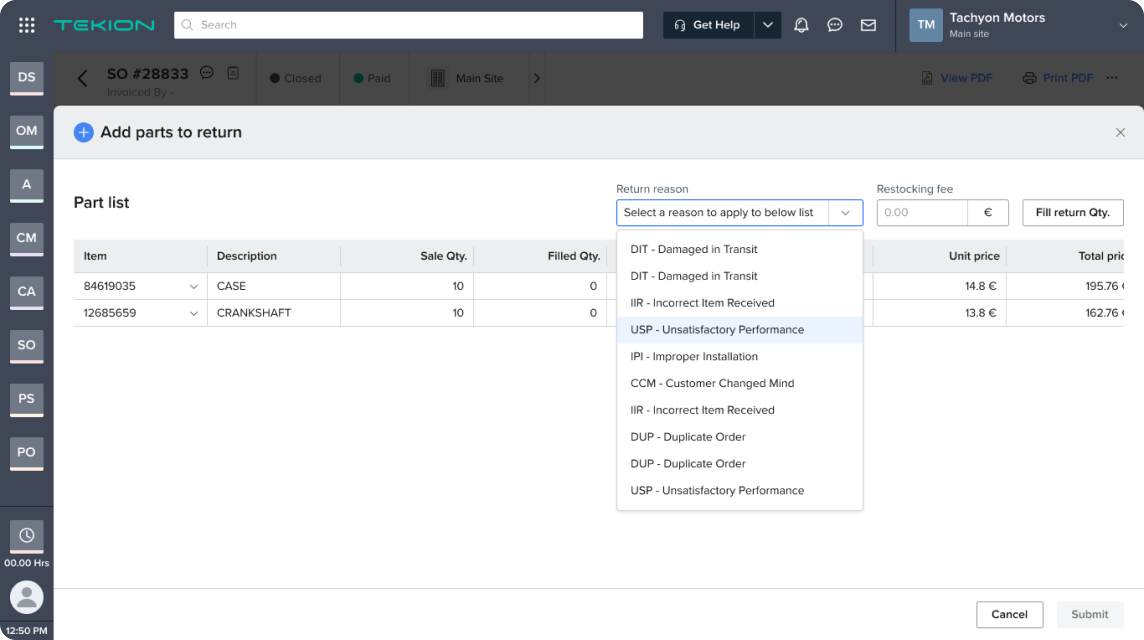 TEKION
Search
Get Help
TM
Tachyon Motors
Main site
DS
OM
A
CM
CA
SO
PS
PO
00.00 Hrs
12:50 PM
SO #28833
Invoiced By -
Closed
Paid
Main Site
View PDF
Print PDF
Add parts to return
Part list
Return reason
Select a reason to apply to below list
Restocking fee
0.00 €
Fill return Qty.
Item Description Sale Qty. Filled Qty. Unit price Total pric
84619035 CASE 10 0 14.8 € 195.76 €
12685659 CRANKSHAFT 10 0 13.8 € 162.76 €
DIT - Damaged in Transit
DIT - Damaged in Transit
IIR - Incorrect Item Received
USP - Unsatisfactory Performance
IPI - Improper Installation
CCM - Customer Changed Mind
IIR - Incorrect Item Received
DUP - Duplicate Order
DUP - Duplicate Order
USP - Unsatisfactory Performance
Cancel
Submit